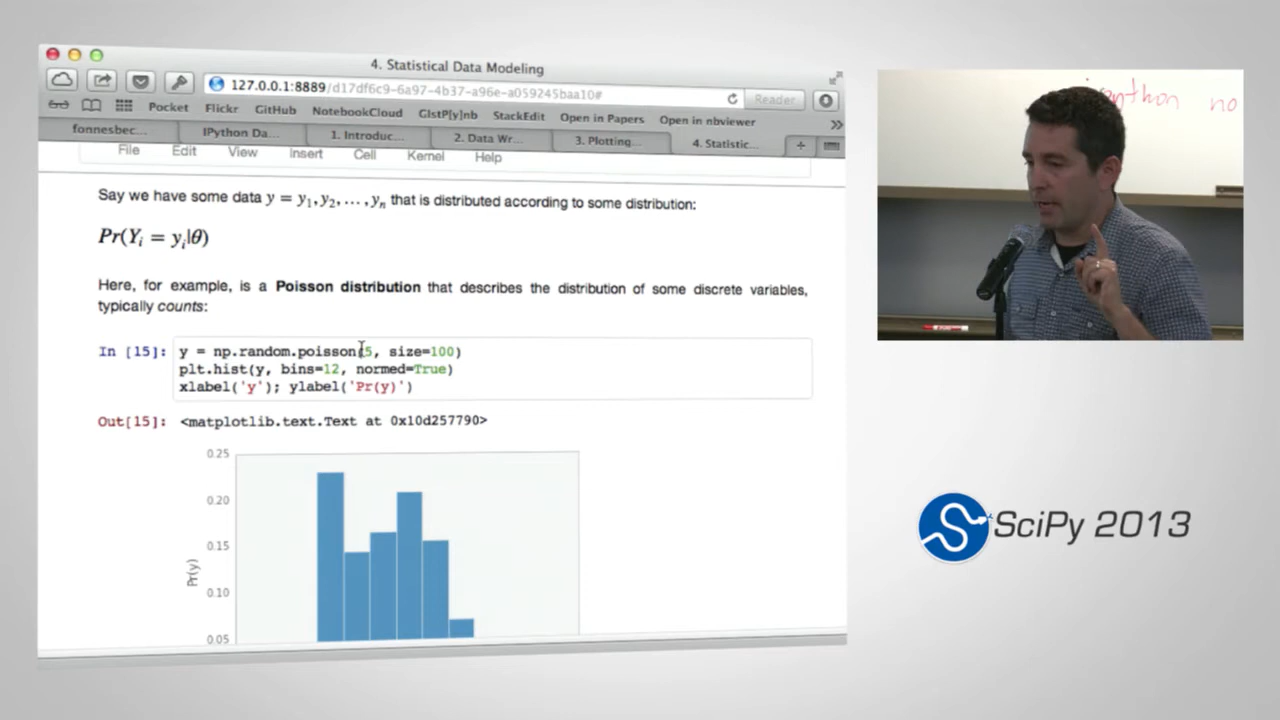 4. Statistical Data Modeling
127.0.0.1:8889/d17df6c9-6a97-4b37-a96e-a059245baa10#
Reader
Pocket Flickr GitHub NotebookCloud GistP[y]nb StackEdit Open in Papers Open in nbviewer
fonnesbec... IPython Da... 1. Introduc... 2. Data Wr... 3. Plotting... 4. Statistic...
File Edit View Insert Cell Kernel Help
Say we have some data y = y1, y2, ..., yn that is distributed according to some distribution:
Pr(Yi = yi|θ)
Here, for example, is a Poisson distribution that describes the distribution of some discrete variables,
typically counts:
In [15]: y = np.random.poisson(5, size=100)
plt.hist(y, bins=12, normed=True)
xlabel('y'); ylabel('Pr(y)')
Out[15]: <matplotlib.text.Text at 0x10d257790>
0.25
0.20
0.15
0.10
0.05
Pr(y)
no
SciPy 2013